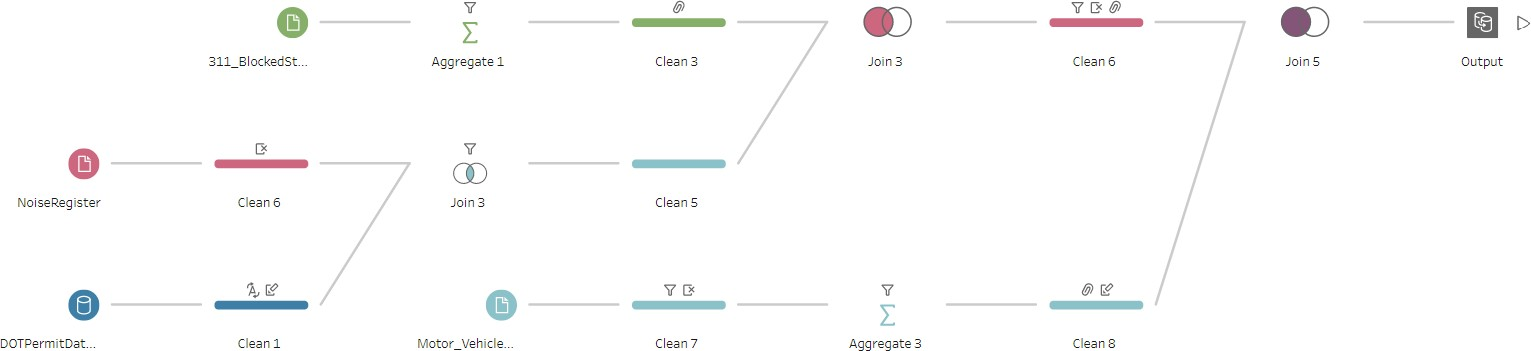 311_BlockedSt...
Aggregate 1
Clean 3
Join 3
Clean 6
Join 5
Output
NoiseRegister
Clean 6
Join 3
Clean 5
DOTPermitDat...
Clean 1
Motor_Vehicle...
Clean 7
Aggregate 3
Clean 8